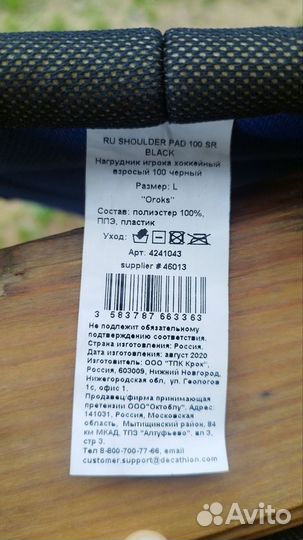 RU SHOULDER PAD 100 SR
BLACK
Нагрудник игрока хоккейный
взрослый 100 черный
Размер: L
"Oroks"
Состав: полиэстер 100%,
ППЭ, пластик
Уход:
Арт: 4241043
supplier # 46013
3 583787 663363
Не подлежит обязательному
подтверждению соответствия.
Страна изготовления: Россия.
Дата изготовления: август 2020
Изготовитель: ООО "ТПК Крок",
Россия, 603009, Нижний Новгород,
Нижегородская обл., ул. Геологов
1с, офис 1.
Продавец/фирма принимающая
претензии ООО"Октоблу". Адрес:
141031, Россия, Московская
область, Мытищинский район, 84
км МКАД, ТПЗ "Алтуфьево", вл 3,
стр 3.
Тел 8-800-700-77-66, email
customer.support@decathlon.com
Avito